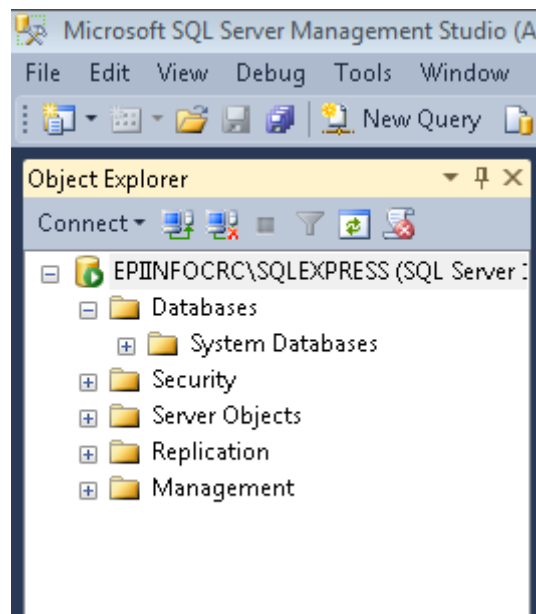 Microsoft SQL Server Management Studio (A
File Edit View Debug Tools Window
New Query
Object Explorer
Connect
EPIINFOCRC\SQLEXPRESS (SQL Server 1
Databases
System Databases
Security
Server Objects
Replication
Management